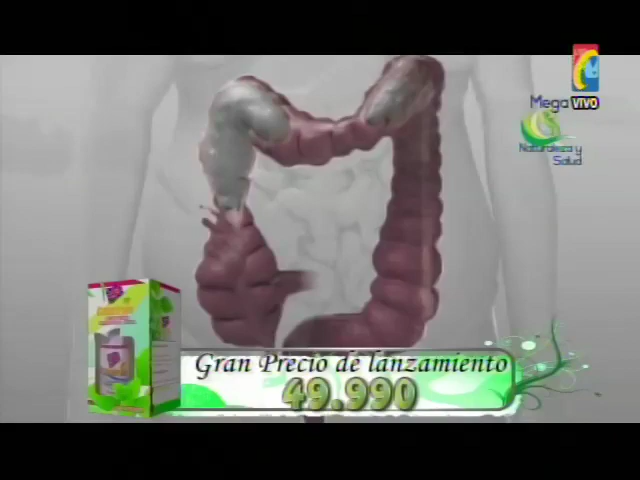 Mega VIVO
Naturaleza y
Salud
Gran Precio de lanzamiento
49.990